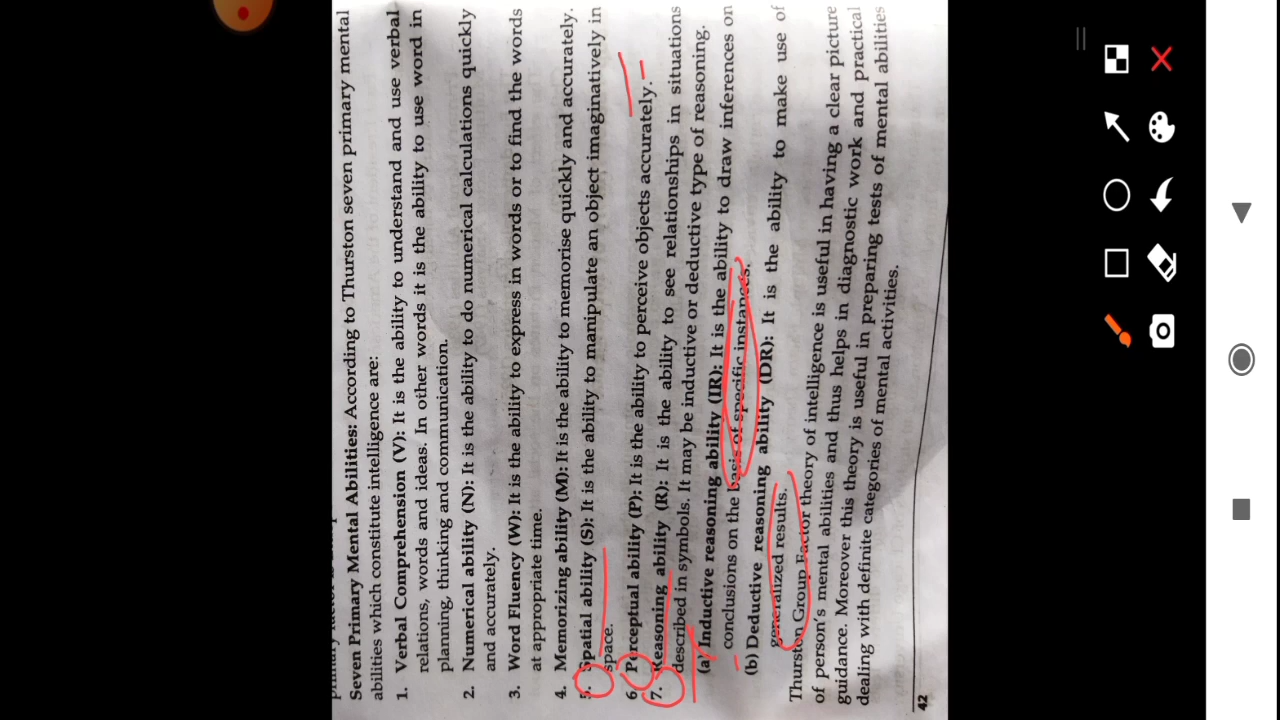 Seven Primary Mental Abilities: According to Thurston seven primary mental
abilities which constitute intelligence are:
1. Verbal Comprehension (V): It is the ability to understand and use verbal
relations, words and ideas. In other words it is the ability to use word in
planning, thinking and communication.
2. Numerical ability (N): It is the ability to do numerical calculations quickly
and accurately.
3. Word Fluency (W): It is the ability to express in words or to find the words
at appropriate time.
4. Memorizing ability (M): It is the ability to memorise quickly and accurately.
5. Spatial ability (S): It is the ability to manipulate an object imaginatively in
space.
6. Perceptual ability (P): It is the ability to perceive objects accurately.
7. Reasoning ability (R): It is the ability to see relationships in situations
described in symbols. It may be inductive or deductive type of reasoning.
(a) Inductive reasoning ability (IR): It is the ability to draw inferences on
conclusions on the basis of specific instances.
(b) Deductive reasoning ability (DR): It is the ability to make use of
generalized results.
Thurston Group Factor theory of intelligence is useful in having a clear picture
of person's mental abilities and thus helps in diagnostic work and practical
guidance. Moreover this theory is useful in preparing tests of mental abilities
dealing with definite categories of mental activities.
42